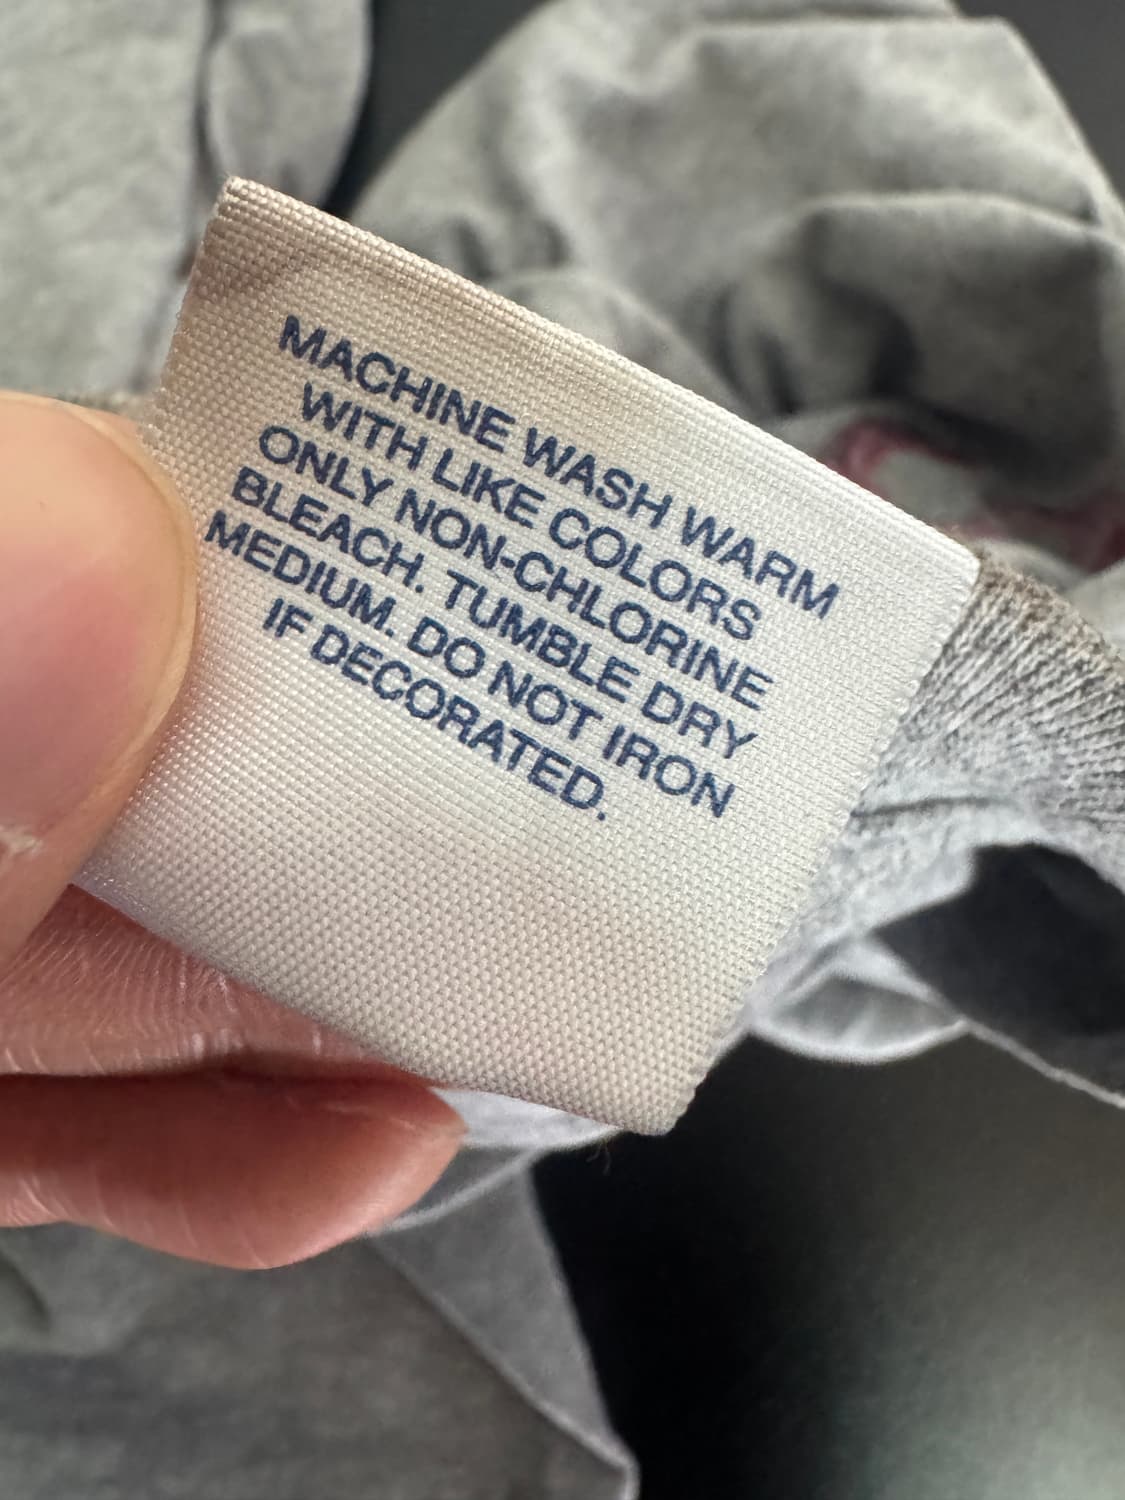 MACHINE WASH WARM
WITH LIKE COLORS
ONLY NON-CHLORINE
BLEACH. TUMBLE DRY
MEDIUM. DO NOT IRON
IF DECORATED.